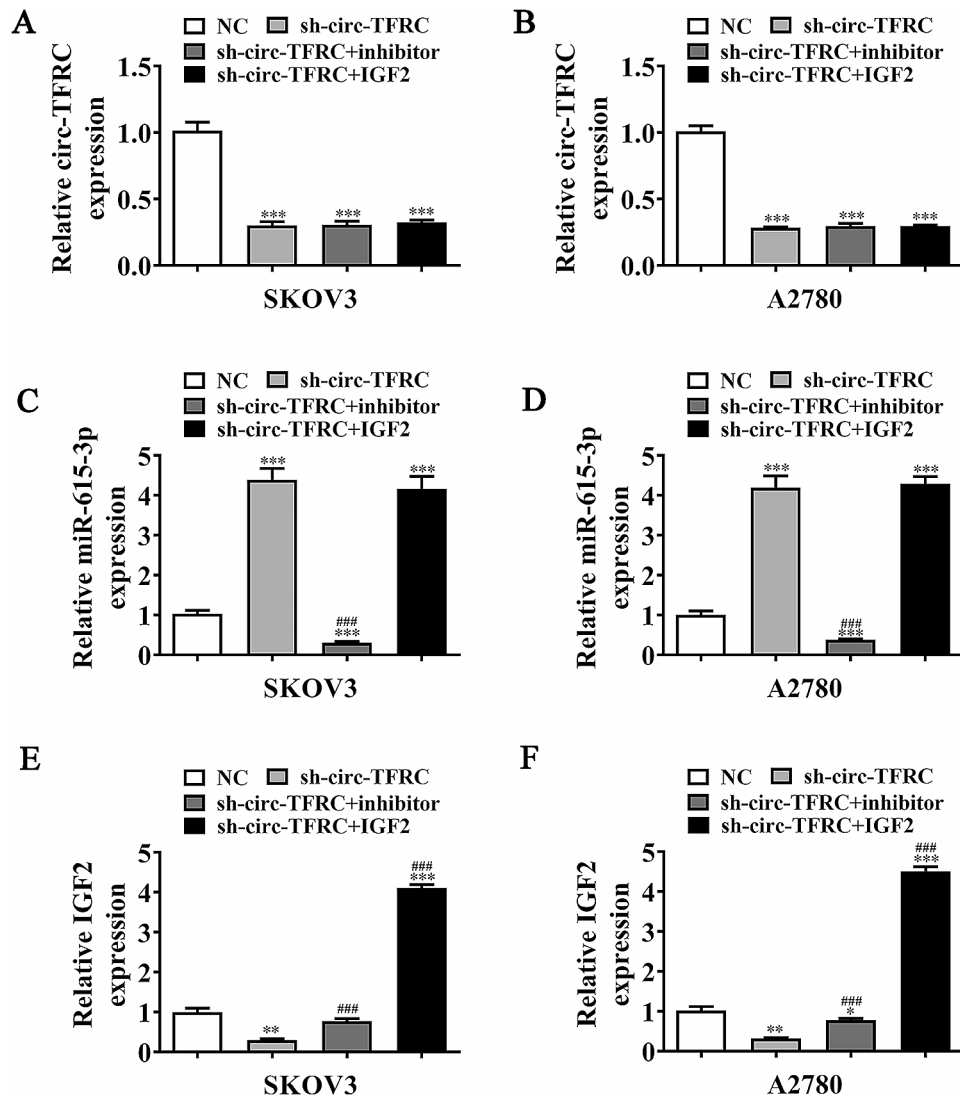 A
NC sh-circ-TFRC
sh-circ-TFRC+inhibitor
sh-circ-TFRC+IGF2
Relative circ-TFRC
expression
1.5
1.0
0.5
0.0
***
***
***
SKOV3
B
NC sh-circ-TFRC
sh-circ-TFRC+inhibitor
sh-circ-TFRC+IGF2
Relative circ-TFRC
expression
1.5
1.0
0.5
0.0
***
***
***
A2780
C
NC sh-circ-TFRC
sh-circ-TFRC+inhibitor
sh-circ-TFRC+IGF2
Relative miR-615-3p
expression
5
4
3
2
1
0
***
###
***
***
SKOV3
D
NC sh-circ-TFRC
sh-circ-TFRC+inhibitor
sh-circ-TFRC+IGF2
Relative miR-615-3p
expression
5
4
3
2
1
0
***
###
***
***
A2780
E
NC sh-circ-TFRC
sh-circ-TFRC+inhibitor
sh-circ-TFRC+IGF2
Relative IGF2
expression
5
4
3
2
1
0
**
###
###
***
SKOV3
F
NC sh-circ-TFRC
sh-circ-TFRC+inhibitor
sh-circ-TFRC+IGF2
Relative IGF2
expression
5
4
3
2
1
0
**
###
*
###
***
A2780